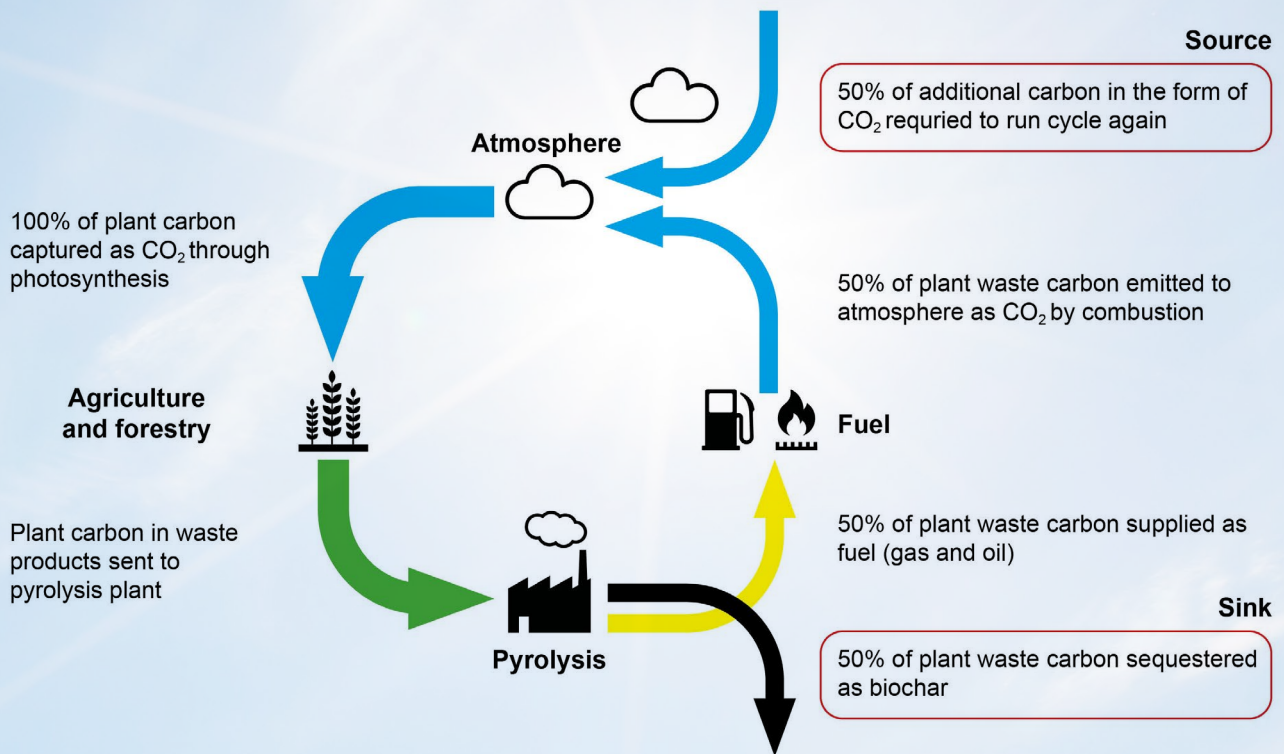 Source
50% of additional carbon in the form of
CO₂ requried to run cycle again
Atmosphere
100% of plant carbon
captured as CO₂ through
photosynthesis
50% of plant waste carbon emitted to
atmosphere as CO₂ by combustion
Agriculture
and forestry
Fuel
Plant carbon in waste
products sent to
pyrolysis plant
50% of plant waste carbon supplied as
fuel (gas and oil)
Pyrolysis
Sink
50% of plant waste carbon sequestered
as biochar